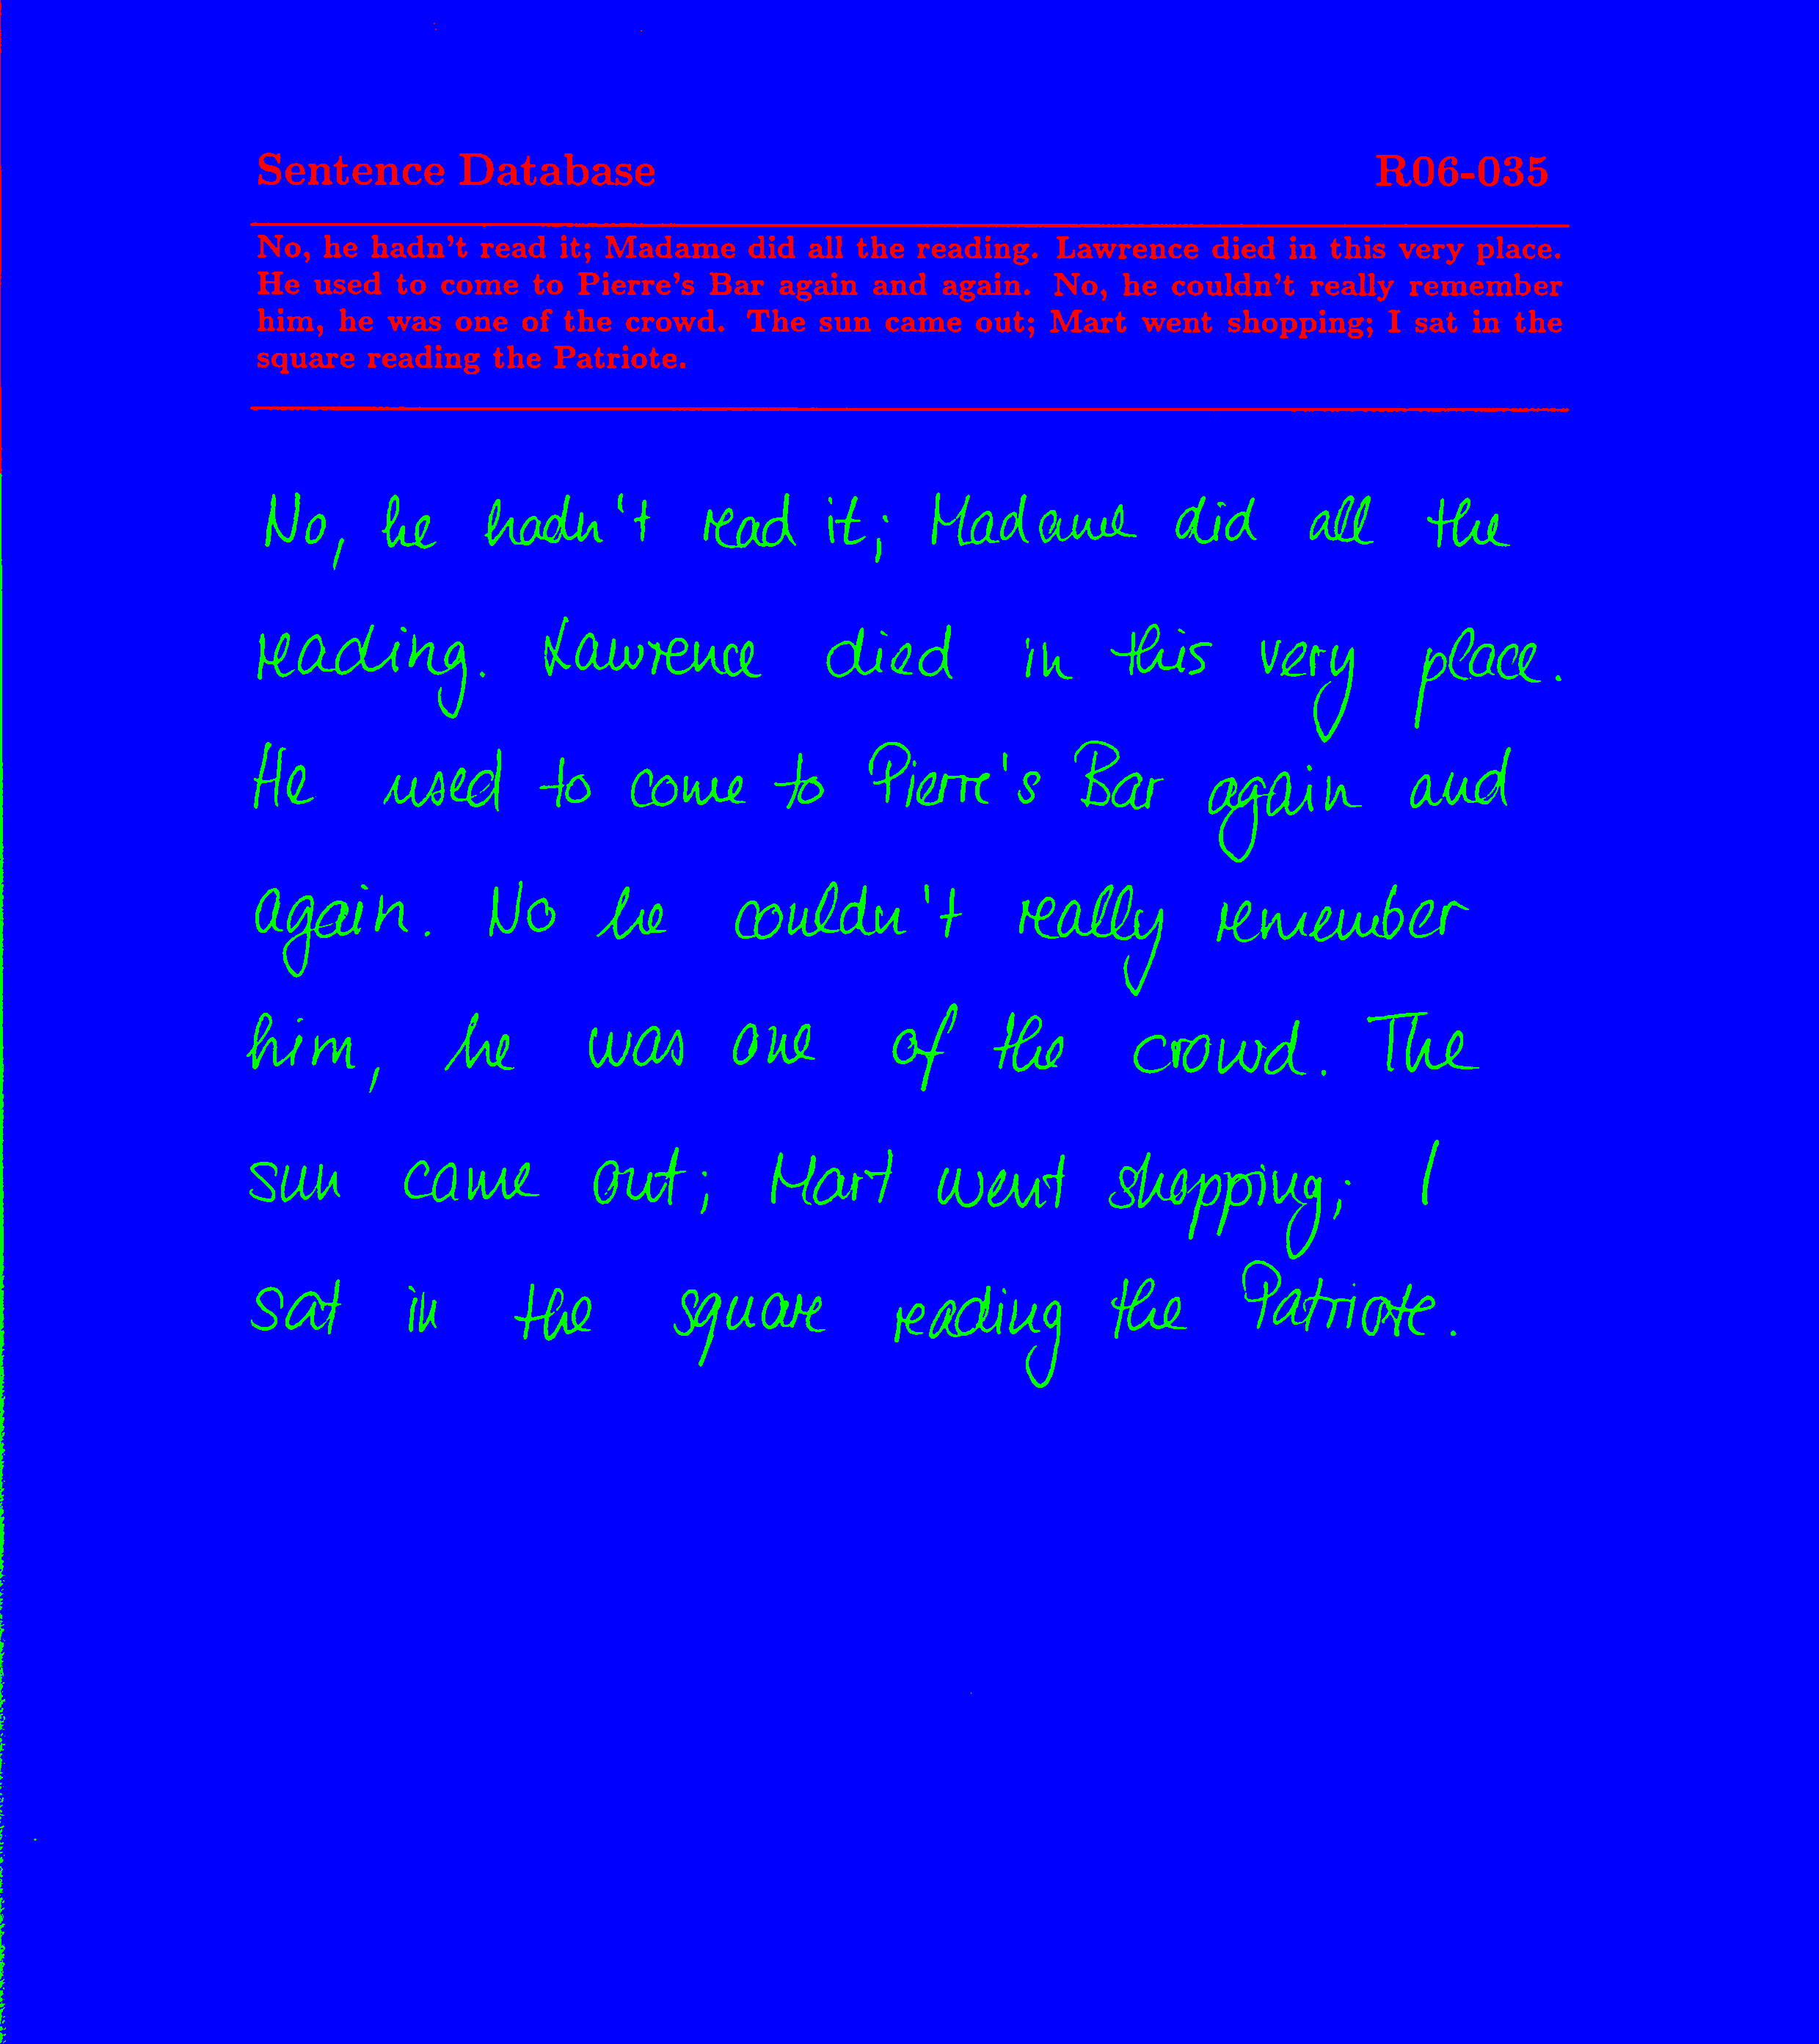 Sentence Database R06-035
No, he hadn't read it; Madame did all the reading. Lawrence died in this very place.
He used to come to Pierre's Bar again and again. No, he couldn't really remember
him, he was one of the crowd. The sun came out; Mart went shopping; I sat in the
square reading the Patriote.
No, he hadn't read it; Madame did all the
reading. Lawrence died in this very place.
He used to come to Pierre's Bar again and
again. No he couldn't really remember
him, he was one of the crowd. The
sun came out; Mart went shopping; I
sat in the square reading the Patriote.